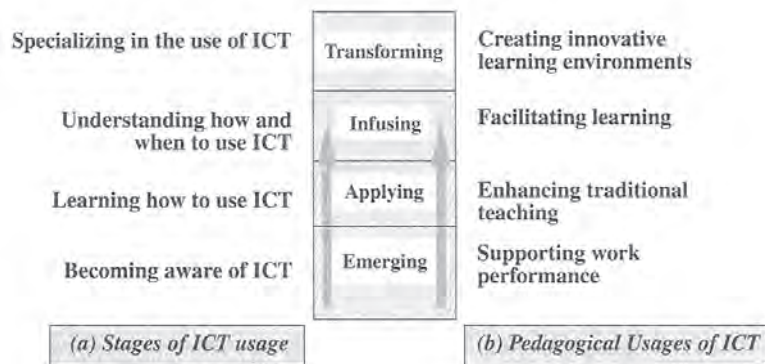 Specializing in the use of ICT
Transforming
Creating innovative
learning environments
Understanding how and
when to use ICT
Infusing
Facilitating learning
Learning how to use ICT
Applying
Enhancing traditional
teaching
Becoming aware of ICT
Emerging
Supporting work
performance
(a) Stages of ICT usage
(b) Pedagogical Usages of ICT